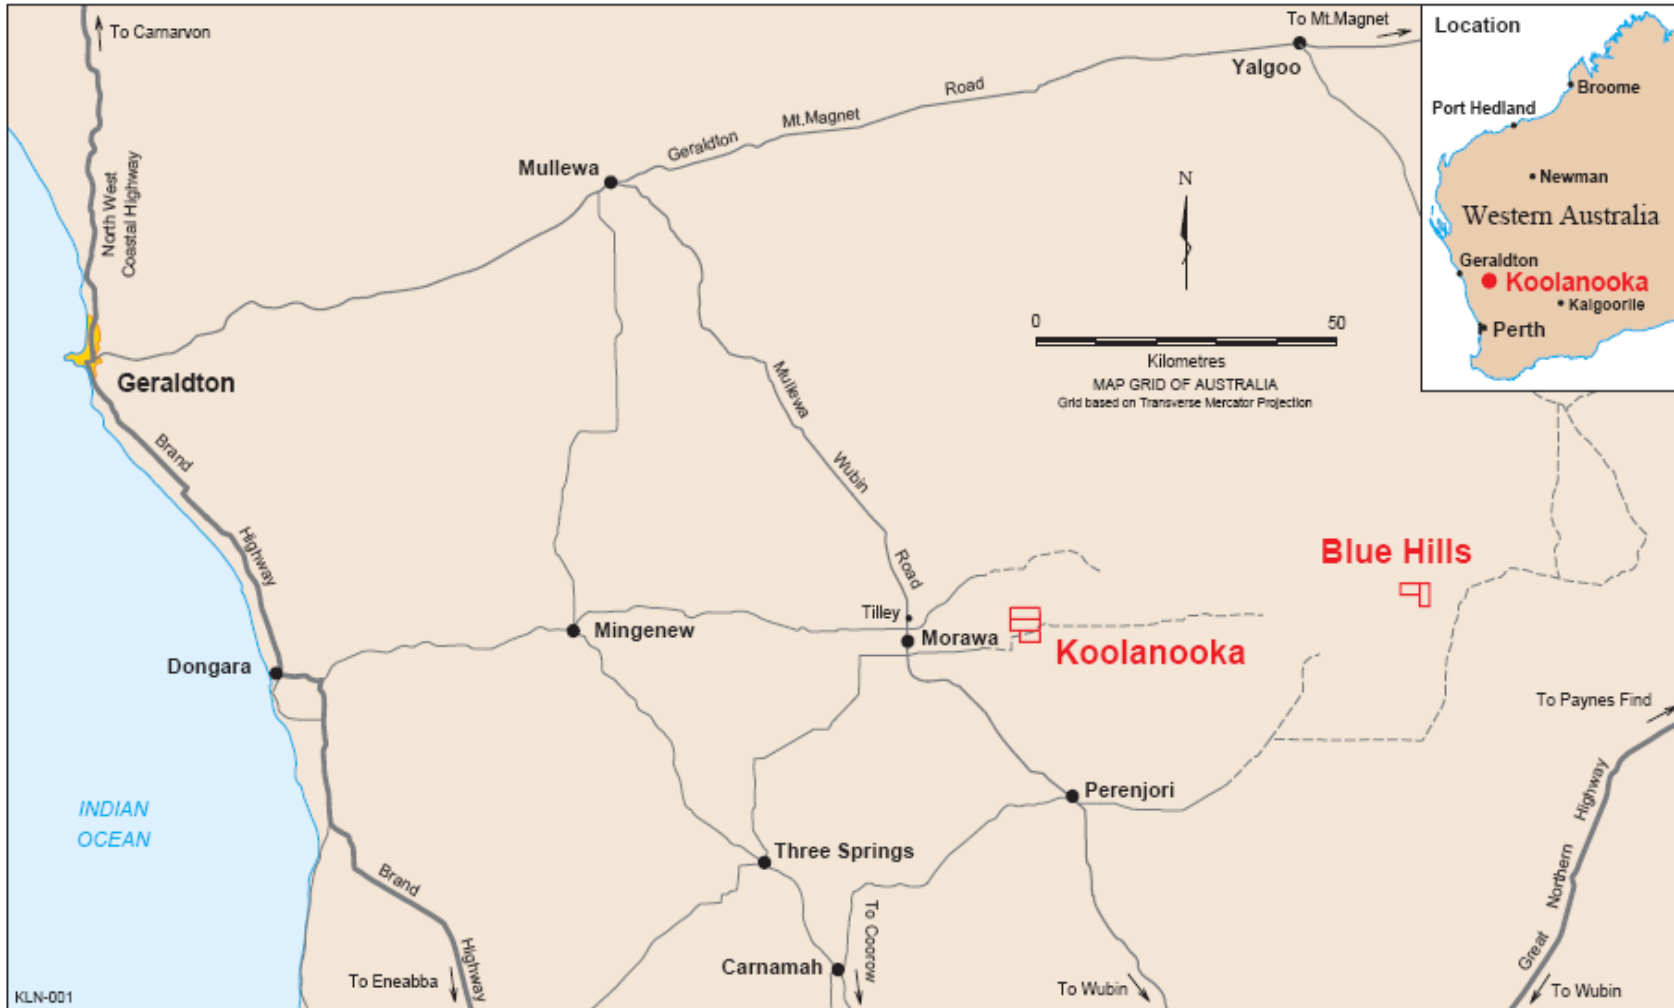 To Carnarvon
To Mt.Magnet
Location
Yalgoo
Broome
Port Hedland
Road
Mt.Magnet
Geraldton
Mullewa
North West
Coastal Highway
N
Newman
Western Australia
Geraldton
Koolanooka
Kalgoorlie
Perth
0
50
Kilometres
MAP GRID OF AUSTRALIA
Grid based on Transverse Mercator Projection
Geraldton
Mullewa
Brand
Wubin
Highway
Road
Blue Hills
Tilley
Mingenew
Morawa
Koolanooka
Dongara
To Paynes Find
INDIAN
OCEAN
Perenjori
Highway
Three Springs
Northern
Brand
To Coorow
Great
Highway
Carnamah
To Eneabba
To Wubin
To Wubin
KLN-001